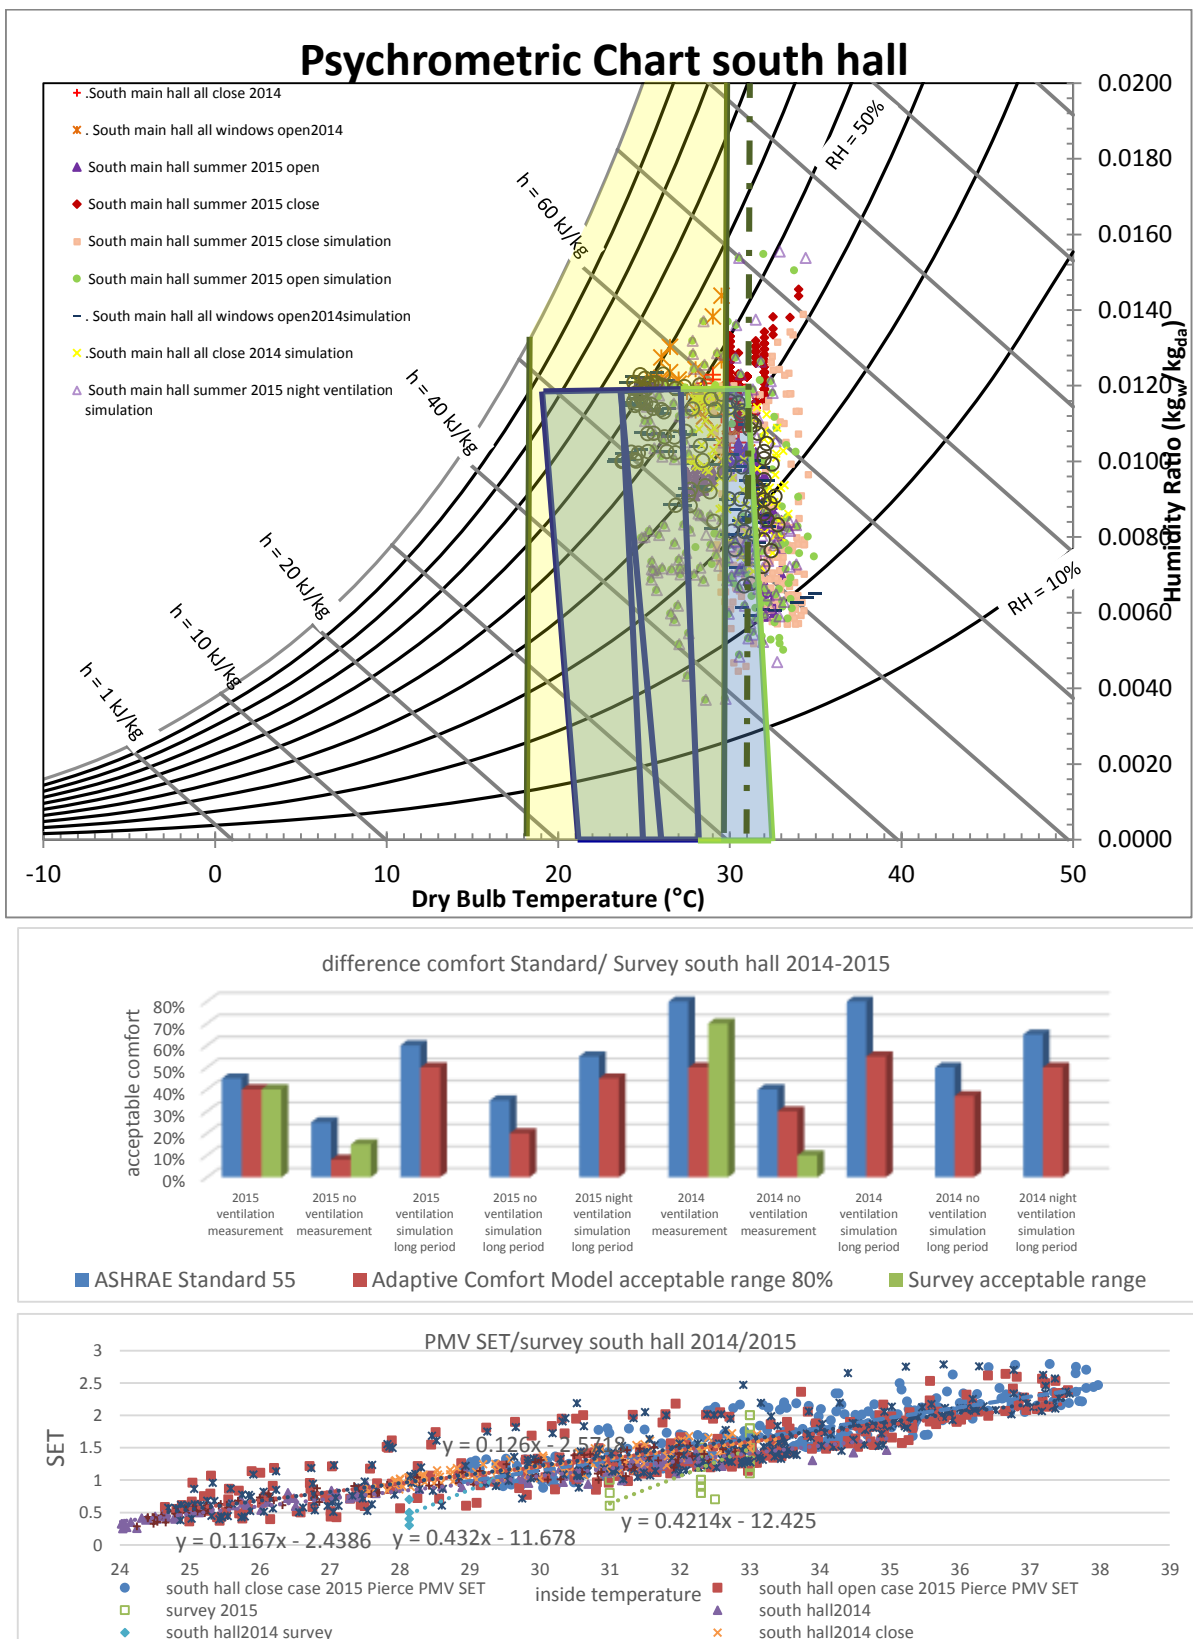 Psychrometric Chart south hall
.South main hall all close 2014
. South main hall all windows open2014
South main hall summer 2015 open
South main hall summer 2015 close
South main hall summer 2015 close simulation
South main hall summer 2015 open simulation
. South main hall all windows open2014simulation
.South main hall all close 2014 simulation
South main hall summer 2015 night ventilation
simulation
h = 60 kJ/kg
h = 40 kJ/kg
h = 20 kJ/kg
h = 10 kJ/kg
h = 1 kJ/kg
RH = 50%
RH = 10%
0.0200
0.0180
0.0160
0.0140
0.0120
0.0100
0.0080
0.0060
0.0040
0.0020
0.0000
Humidity Ratio (kgw/kgda)
-10 0 10 20 30 40 50
Dry Bulb Temperature (°C)
difference comfort Standard/ Survey south hall 2014-2015
acceptable comfort
80%
70%
60%
50%
40%
30%
20%
10%
0%
2015 2015 no 2015 2015 no 2015 night 2014 2014 no 2014 2014 no 2014 night
ventilation ventilation ventilation ventilation ventilation ventilation ventilation ventilation ventilation ventilation
measurement measurement simulation simulation simulation measurement measurement simulation simulation simulation
long period long period long period long period long period long period
ASHRAE Standard 55 Adaptive Comfort Model acceptable range 80% Survey acceptable range
PMV SET/survey south hall 2014/2015
SET
3
2.5
2
1.5
1
0.5
0
y = 0.126x - 2.5718
y = 0.4214x - 12.425
y = 0.1167x - 2.4386 y = 0.432x - 11.678
24 25 26 27 28 29 30 31 32 33 34 35 36 37 38 39
inside temperature
south hall close case 2015 Pierce PMV SET south hall open case 2015 Pierce PMV SET
survey 2015 south hall2014
south hall2014 survey south hall2014 close